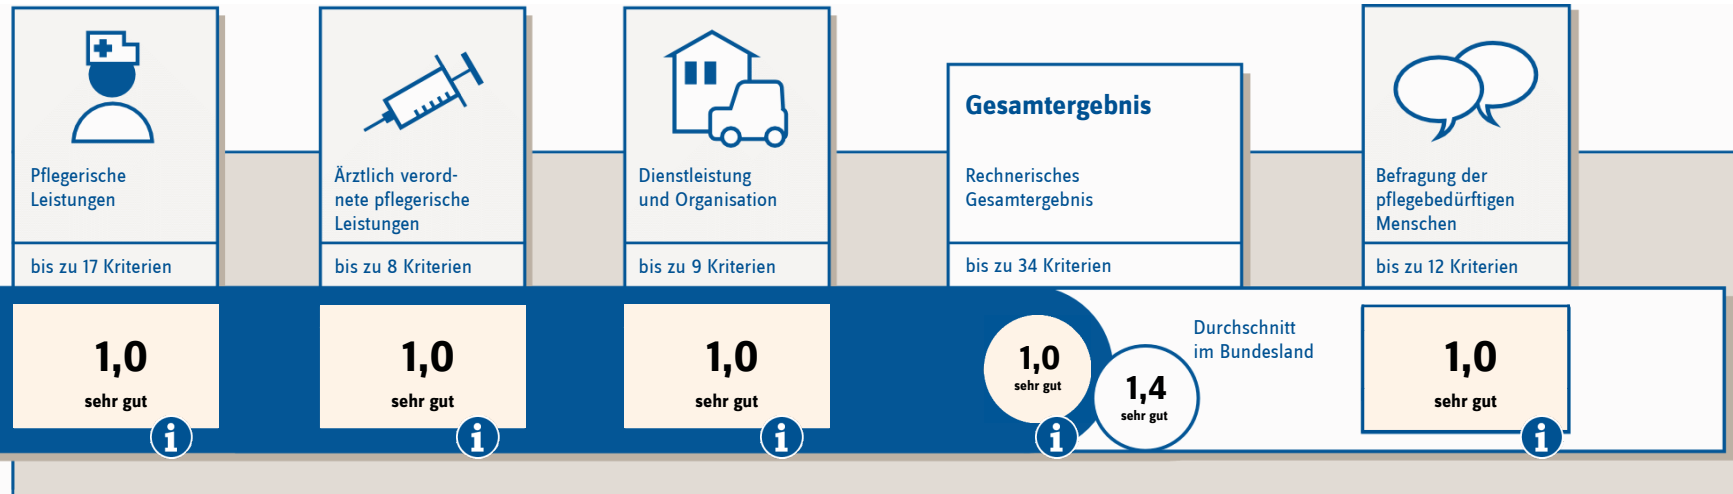 Pflegerische
Leistungen
bis zu 17 Kriterien
1,0
sehr gut
i
Ärztlich verord-
nete pflegerische
Leistungen
bis zu 8 Kriterien
1,0
sehr gut
i
Dienstleistung
und Organisation
bis zu 9 Kriterien
1,0
sehr gut
i
Gesamtergebnis
Rechnerisches
Gesamtergebnis
bis zu 34 Kriterien
1,0
sehr gut
i
Durchschnitt
im Bundesland
1,4
sehr gut
Befragung der
pflegebedürftigen
Menschen
bis zu 12 Kriterien
1,0
sehr gut
i